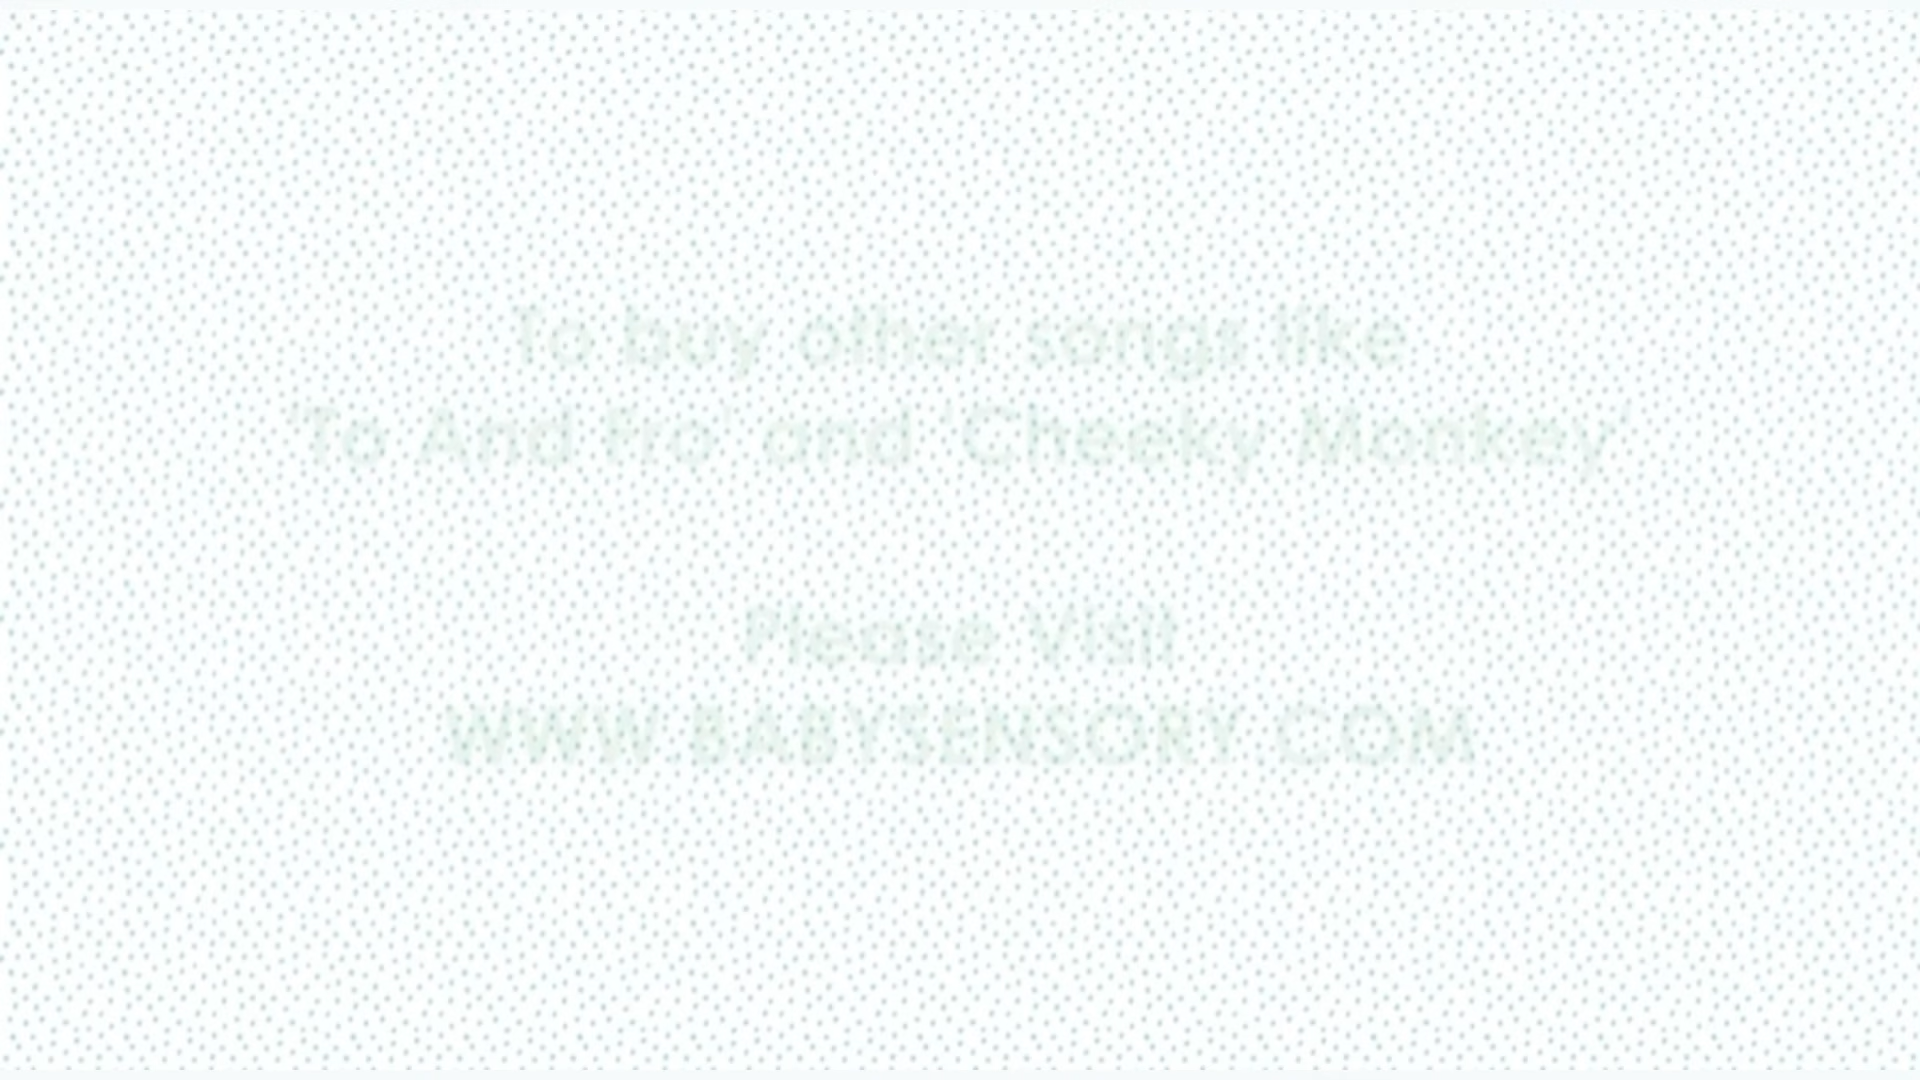 To buy other songs like
'To And Fro' and 'Cheeky Monkey'
Please Visit
WWW.BABYSENSORY.COM